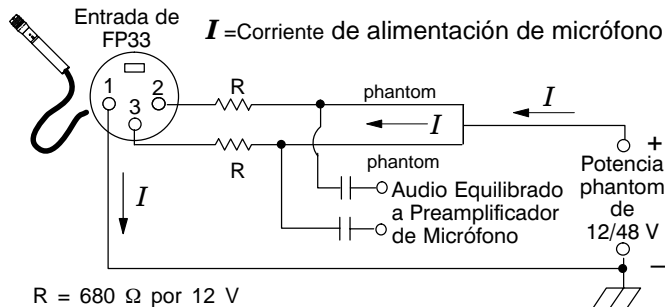 Entrada de
FP33
I =Corriente de alimentación de micrófono
1
2
3
R
R
phantom
I
I
phantom
I
Audio Equilibrado
a Preamplificador
de Micrófono
+
Potencia
phantom
de
12/48 V
–
R = 680 Ω por 12 V